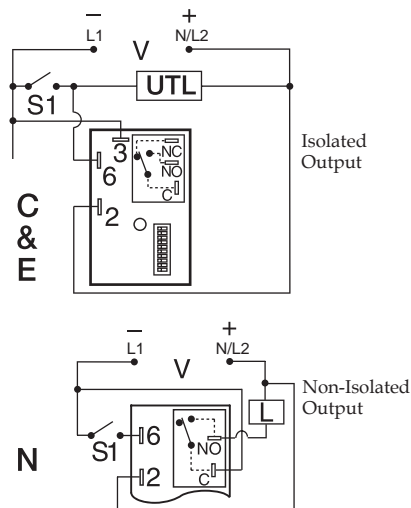 − +
L1 V N/L2
S1 UTL
3 NC
6 NO
C
2
Isolated
Output
C
&
E
− +
L1 V N/L2
Non-Isolated
Output
L
S1 6 NO
2 C
N